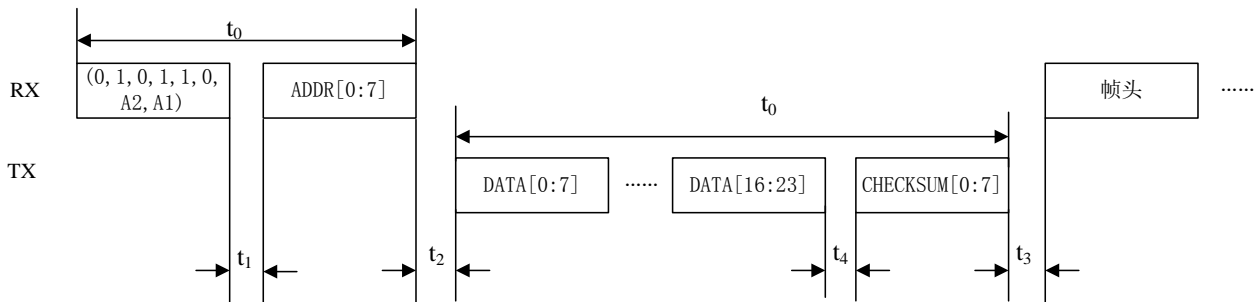 t0
RX
(0,1,0,1,1,0,
A2,A1)
ADDR[0:7]
帧头
······
t0
TX
DATA[0:7]
······
DATA[16:23]
CHECKSUM[0:7]
t1
t2
t4
t3